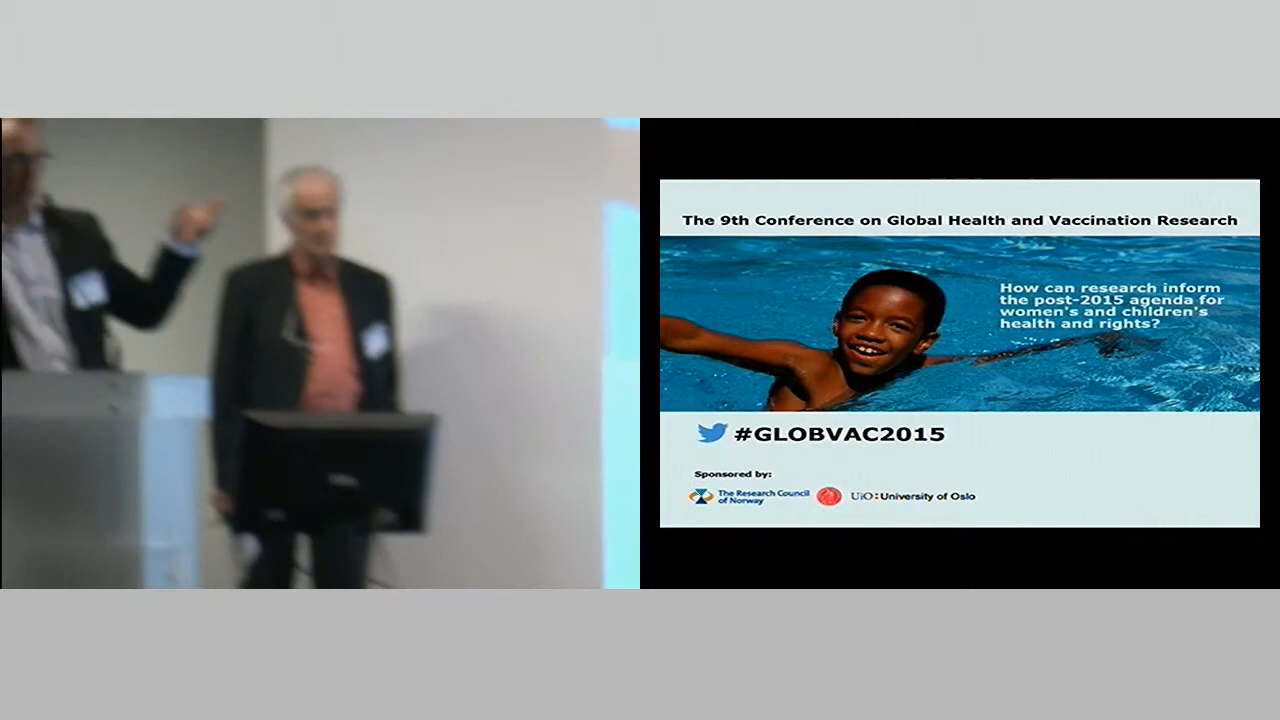 The 9th Conference on Global Health and Vaccination Research
How can research inform
the post-2015 agenda for
women's and children's
health and rights?
#GLOBVAC2015
Sponsored by:
The Research Council
of Norway
UiO: University of Oslo